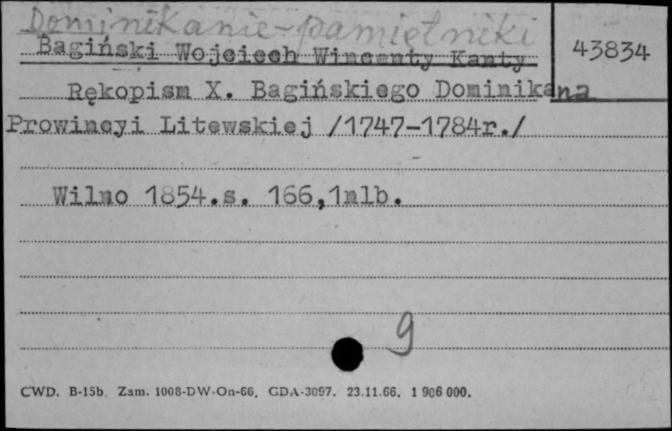 Dominikanie - pamiętniki
Bagiński Wojciech Wincenty Kanty
43834
Rękopism X. Bagińskiego Dominikana
Prowincyi Litewskiej /1747-1784r./
Wilno 1854.s. 166,1nlb.
9
CWD. B-15b. Zam. 1008-DW-On-66. GDA-3097. 23.11.66. 1 906 000.